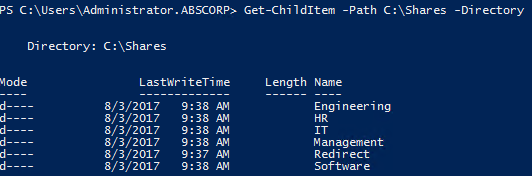 PS C:\Users\Administrator.ABSCORP> Get-ChildItem -Path C:\Shares -Directory
Directory: C:\Shares
Mode LastWriteTime Length Name
---- ------------- ------ ----
d---- 8/3/2017 9:38 AM Engineering
d---- 8/3/2017 9:38 AM HR
d---- 8/3/2017 9:38 AM IT
d---- 8/3/2017 9:38 AM Management
d---- 8/3/2017 9:37 AM Redirect
d---- 8/3/2017 9:38 AM Software